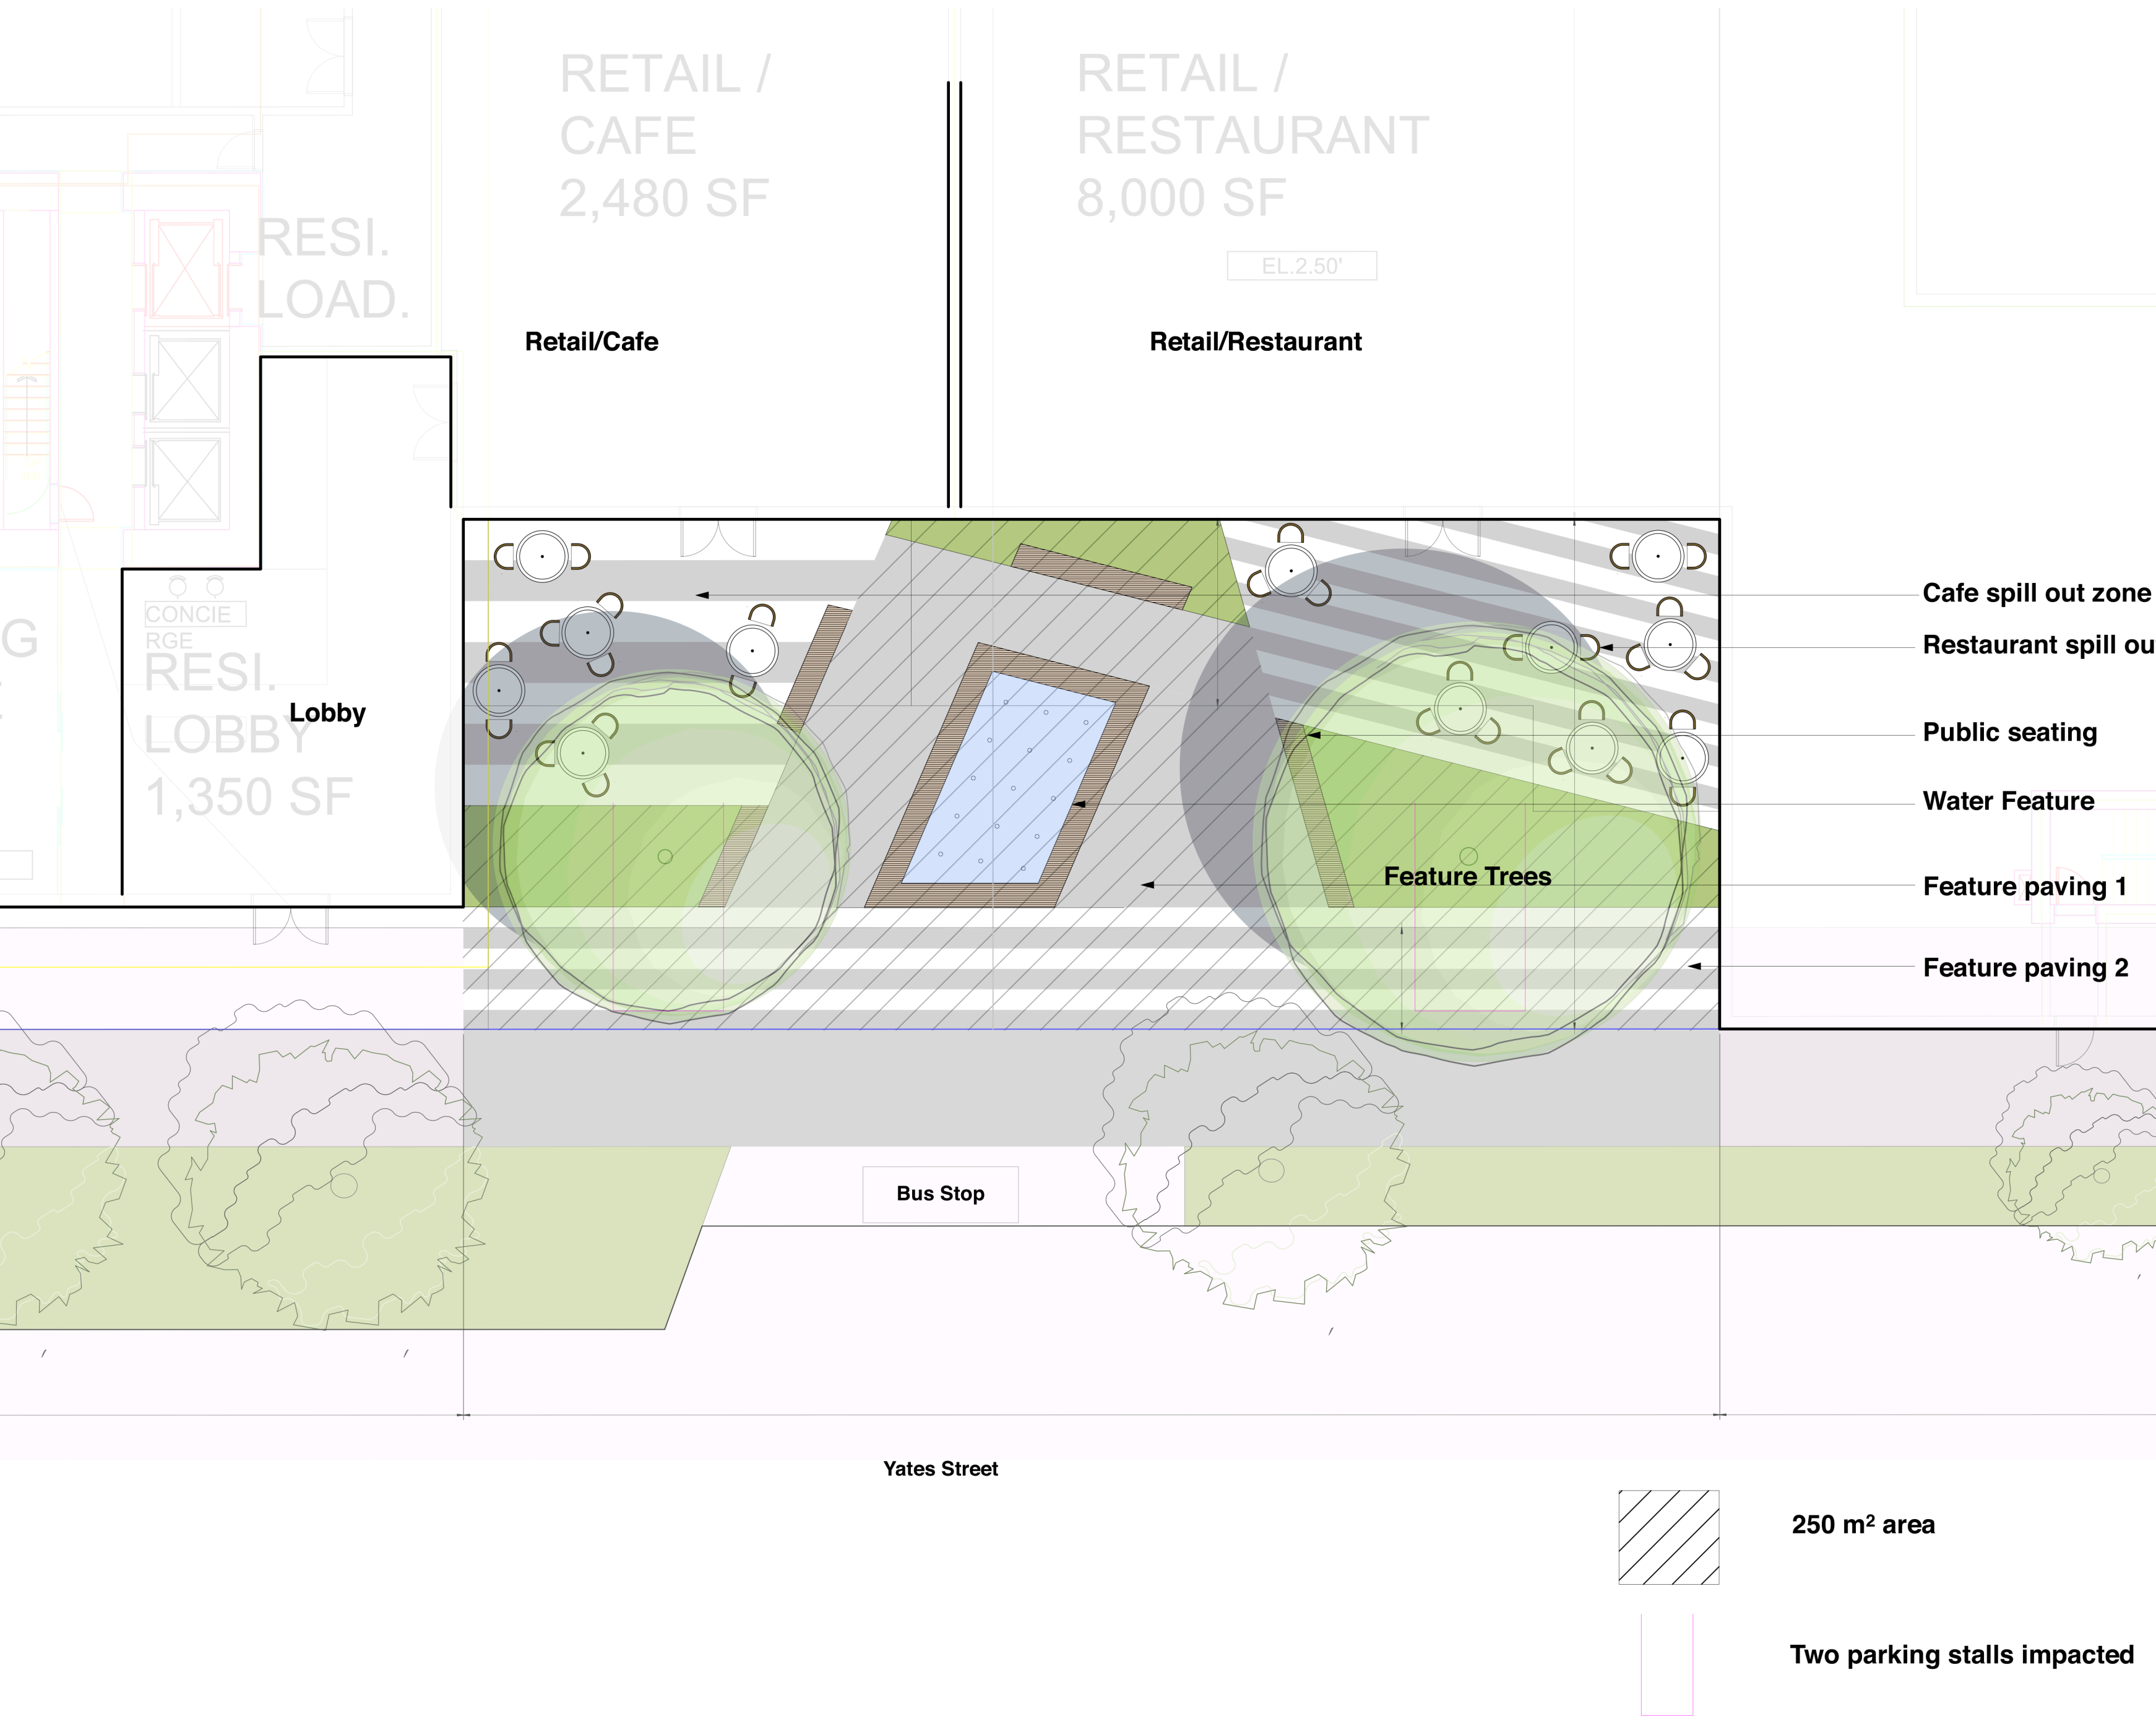 RETAIL /
CAFE
2,480 SF
RETAIL /
RESTAURANT
8,000 SF
EL.2.50'
RESI.
LOAD.
Retail/Cafe
Retail/Restaurant
CONCIE
RGE
G
RESI.
LOBBY
1,350 SF
Lobby
Cafe spill out zone
Restaurant spill ou
Public seating
Water Feature
Feature Trees
Feature paving 1
Feature paving 2
Bus Stop
Yates Street
250 m² area
Two parking stalls impacted